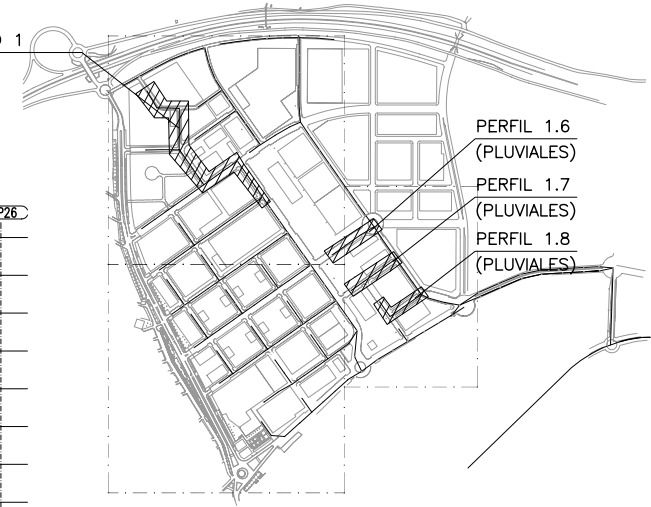 1
PERFIL 1.6
(PLUVIALES)
PERFIL 1.7
(PLUVIALES)
P26
PERFIL 1.8
(PLUVIALES)